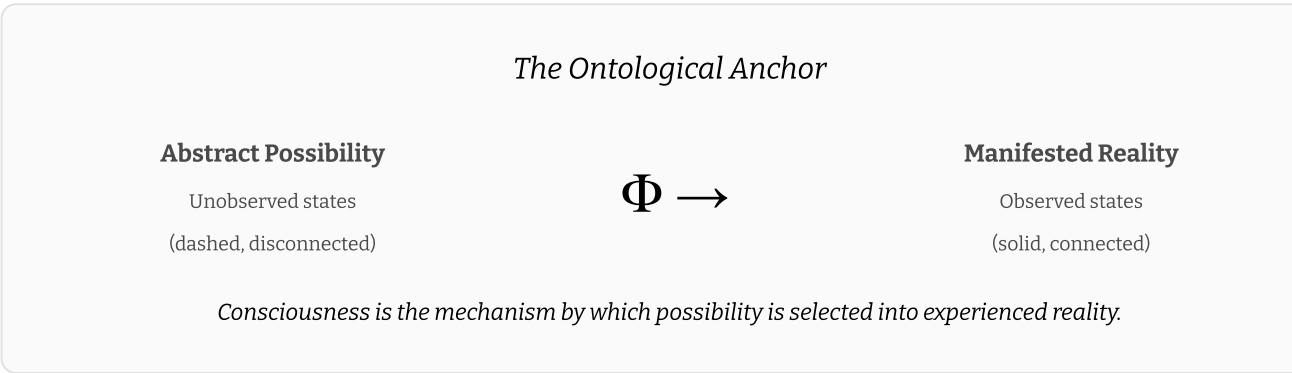 The Ontological Anchor
Abstract Possibility
Unobserved states
(dashed, disconnected)
Φ →
Manifested Reality
Observed states
(solid, connected)
Consciousness is the mechanism by which possibility is selected into experienced reality.